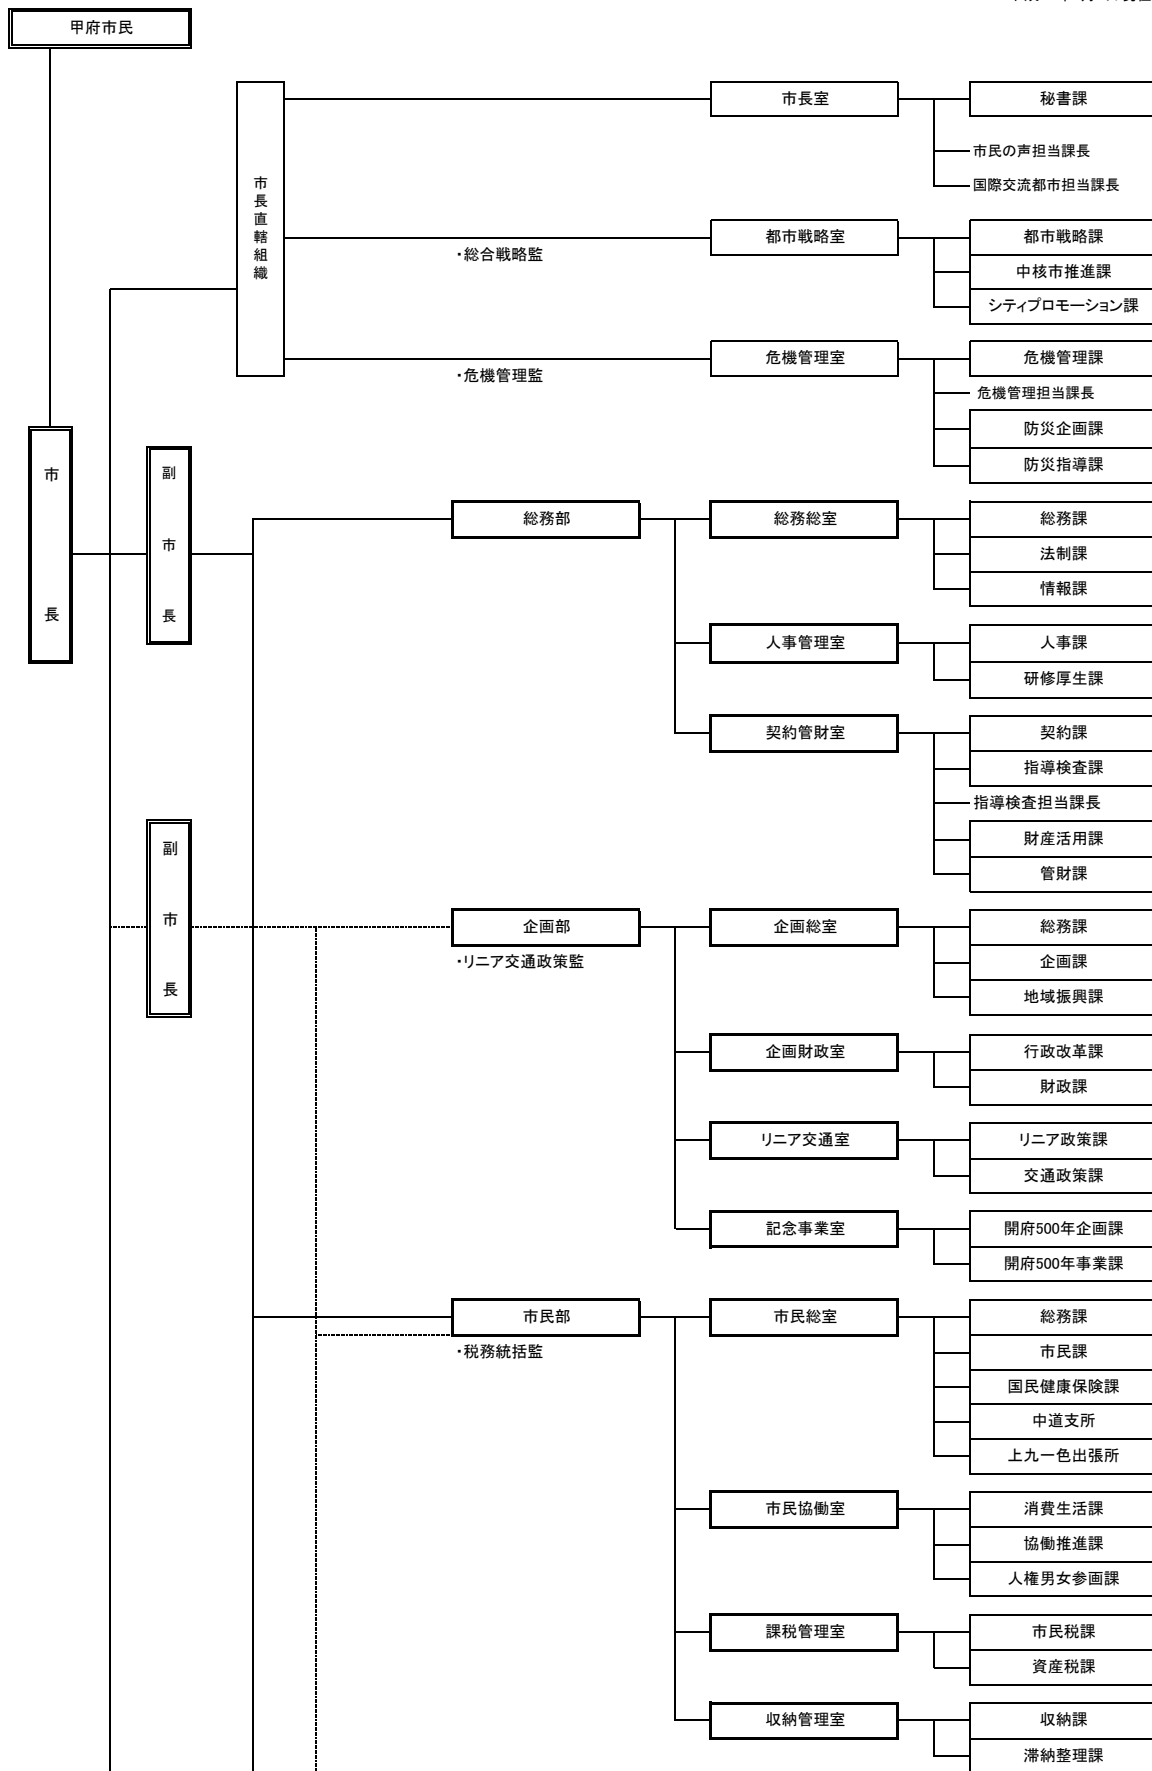 甲府市民
市長室
秘書課
市民の声担当課長
国際交流都市担当課長
市長直轄組織
都市戦略室
都市戦略課
・総合戦略監
中核市推進課
シティプロモーション課
危機管理室
危機管理課
・危機管理監
危機管理担当課長
防災企画課
防災指導課
市長
副市長
総務部
総務総室
総務課
法制課
情報課
人事管理室
人事課
研修厚生課
契約管財室
契約課
指導検査課
指導検査担当課長
財産活用課
管財課
副市長
企画部
企画総室
総務課
・リニア交通政策監
企画課
地域振興課
企画財政室
行政改革課
財政課
リニア交通室
リニア政策課
交通政策課
記念事業室
開府500年企画課
開府500年事業課
市民部
市民総室
総務課
・税務統括監
市民課
国民健康保険課
中道支所
上九一色出張所
市民協働室
消費生活課
協働推進課
人権男女参画課
課税管理室
市民税課
資産税課
収納管理室
収納課
滞納整理課